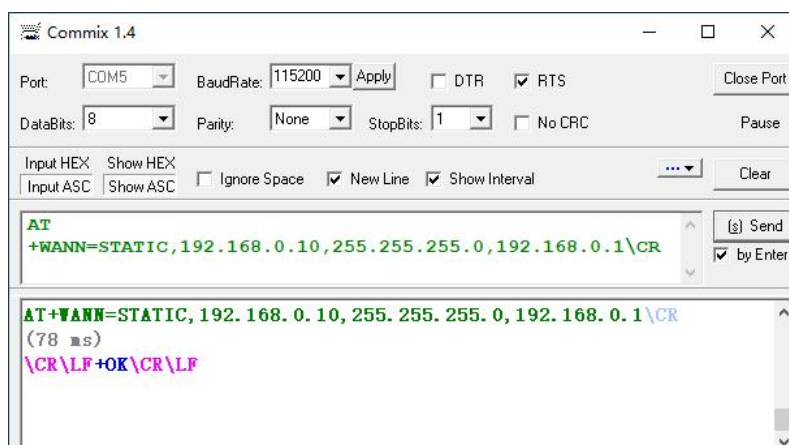 Commix 1.4
Port: COM5 BaudRate: 115200 Apply DTR RTS Close Port
DataBits: 8 Parity: None StopBits: 1 No CRC Pause
Input HEX Show HEX
Input ASC Show ASC Ignore Space New Line Show Interval ... Clear
AT
+WANN=STATIC,192.168.0.10,255.255.255.0,192.168.0.1\CR
(s) Send
by Enter
AT+WANN=STATIC,192.168.0.10,255.255.255.0,192.168.0.1\CR
(78 ms)
\CR\LF+OK\CR\LF